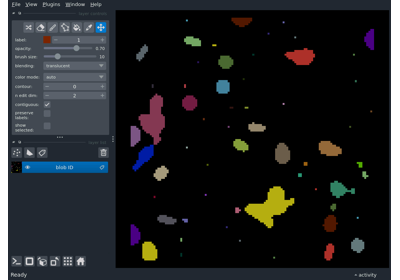 File View Plugins Window Help
label: 1
opacity: 0.70
brush size: 10
blending: translucent
color mode: auto
contour: 0
n edit dim: 2
contiguous:
preserve labels:
show selected:
blob ID
Ready
activity